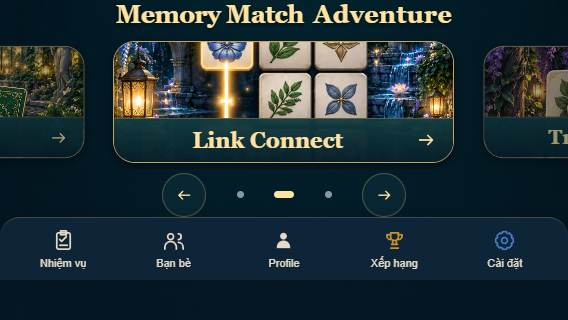 Memory Match Adventure
Link Connect
Nhiệm vụ
Bạn bè
Profile
Xếp hạng
Cài đặt